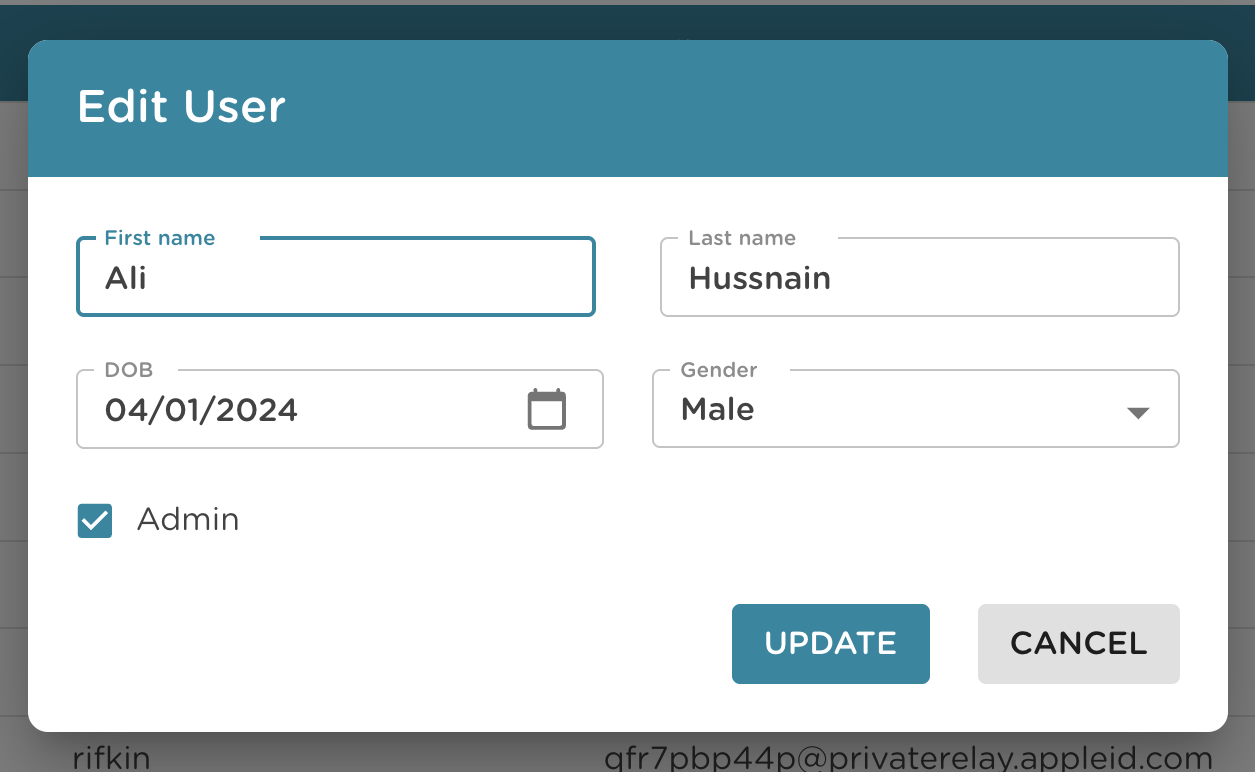 Edit User
First name
Ali
Last name
Hussnain
DOB
04/01/2024
Gender
Male
Admin
UPDATE
CANCEL
rifkin
qfr7pbp44p@privaterelay.appleid.com